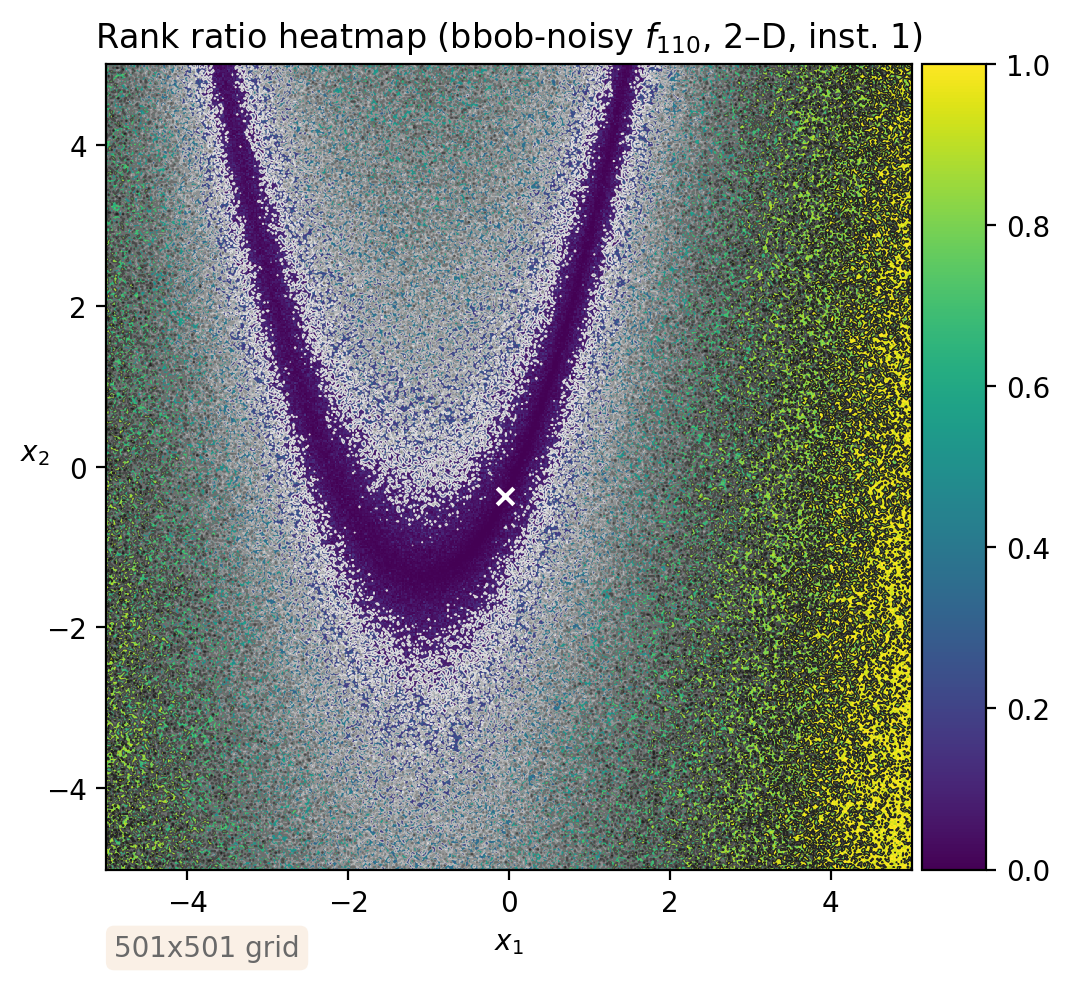 Rank ratio heatmap (bbob-noisy f₁₁₀, 2–D, inst. 1)
1.0
0.8
0.6
0.4
0.2
0.0
4
2
0
−2
−4
x₂
−4 −2 0 2 4
x₁
501x501 grid